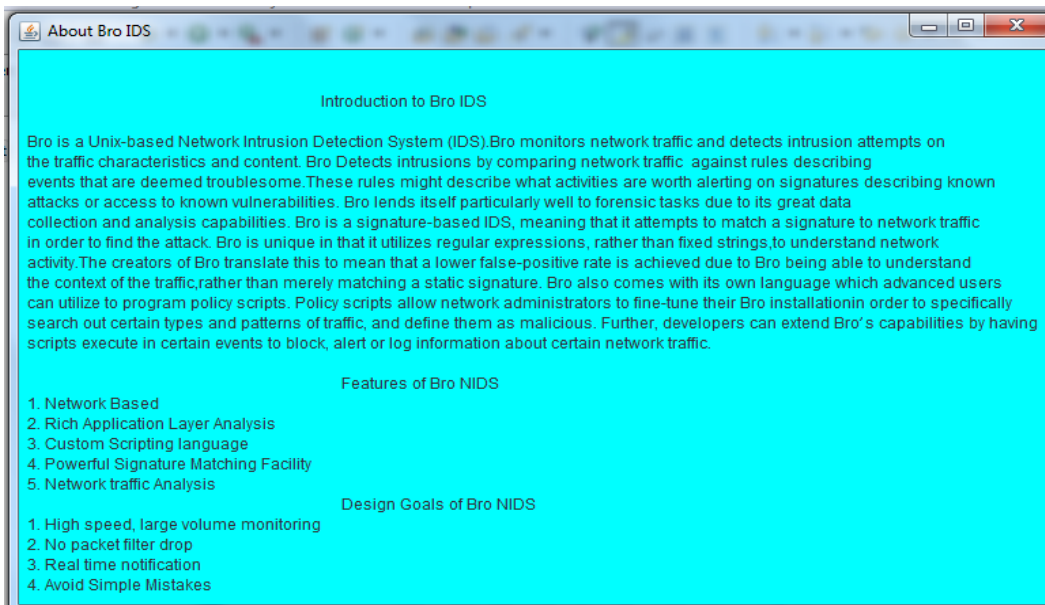 About Bro IDS
Introduction to Bro IDS
Bro is a Unix-based Network Intrusion Detection System (IDS).Bro monitors network traffic and detects intrusion attempts on
the traffic characteristics and content. Bro Detects intrusions by comparing network traffic against rules describing
events that are deemed troublesome.These rules might describe what activities are worth alerting on signatures describing known
attacks or access to known vulnerabilities. Bro lends itself particularly well to forensic tasks due to its great data
collection and analysis capabilities. Bro is a signature-based IDS, meaning that it attempts to match a signature to network traffic
in order to find the attack. Bro is unique in that it utilizes regular expressions, rather than fixed strings,to understand network
activity.The creators of Bro translate this to mean that a lower false-positive rate is achieved due to Bro being able to understand
the context of the traffic,rather than merely matching a static signature. Bro also comes with its own language which advanced users
can utilize to program policy scripts. Policy scripts allow network administrators to fine-tune their Bro installationin order to specifically
search out certain types and patterns of traffic, and define them as malicious. Further, developers can extend Bro’s capabilities by having
scripts execute in certain events to block, alert or log information about certain network traffic.
Features of Bro NIDS
1. Network Based
2. Rich Application Layer Analysis
3. Custom Scripting language
4. Powerful Signature Matching Facility
5. Network traffic Analysis
Design Goals of Bro NIDS
1. High speed, large volume monitoring
2. No packet filter drop
3. Real time notification
4. Avoid Simple Mistakes